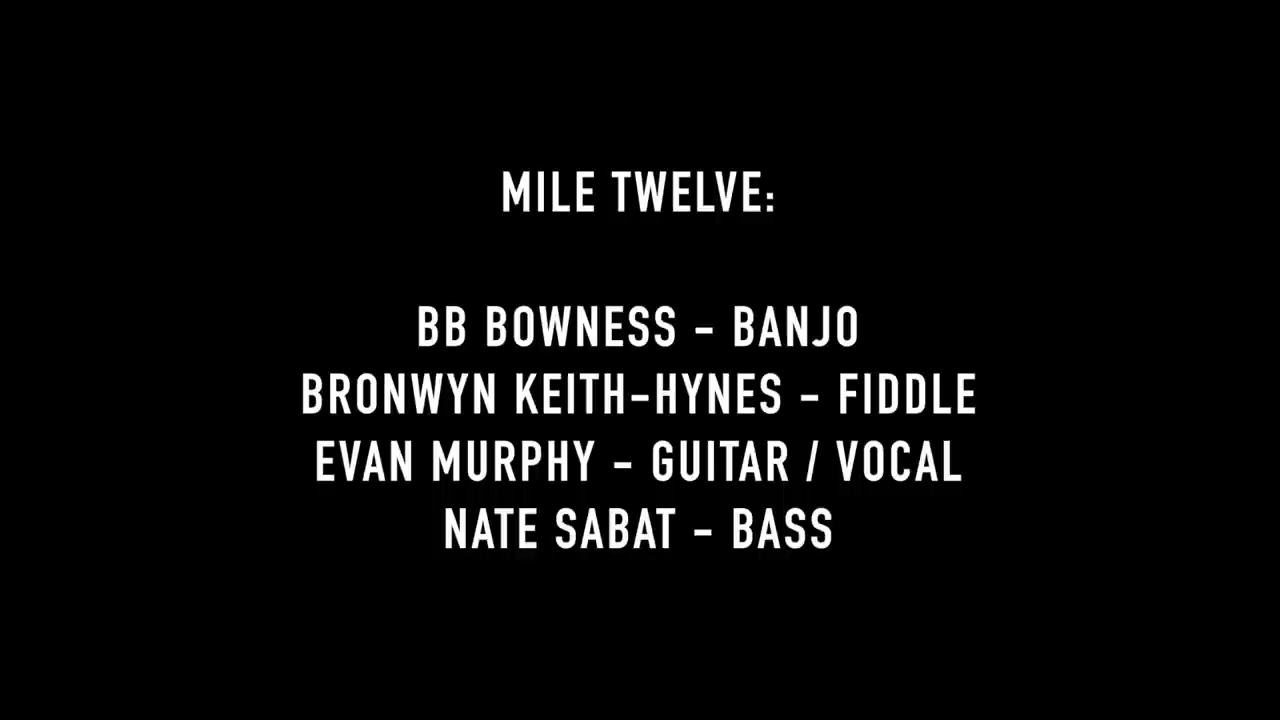 MILE TWELVE:
BB BOWNESS - BANJO
BRONWYN KEITH-HYNES - FIDDLE
EVAN MURPHY - GUITAR / VOCAL
NATE SABAT - BASS